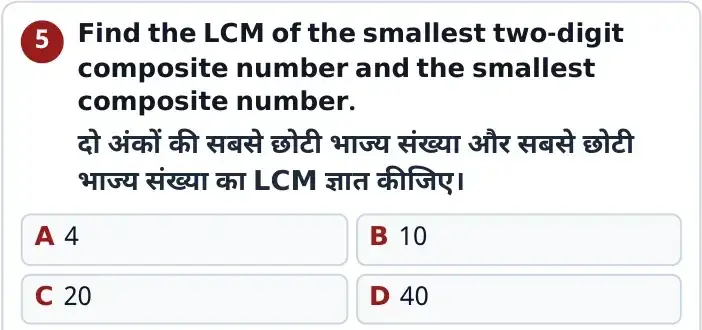 5 Find the LCM of the smallest two-digit
composite number and the smallest
composite number.
दो अंकों की सबसे छोटी भाज्य संख्या और सबसे छोटी
भाज्य संख्या का LCM ज्ञात कीजिए।
A 4
B 10
C 20
D 40